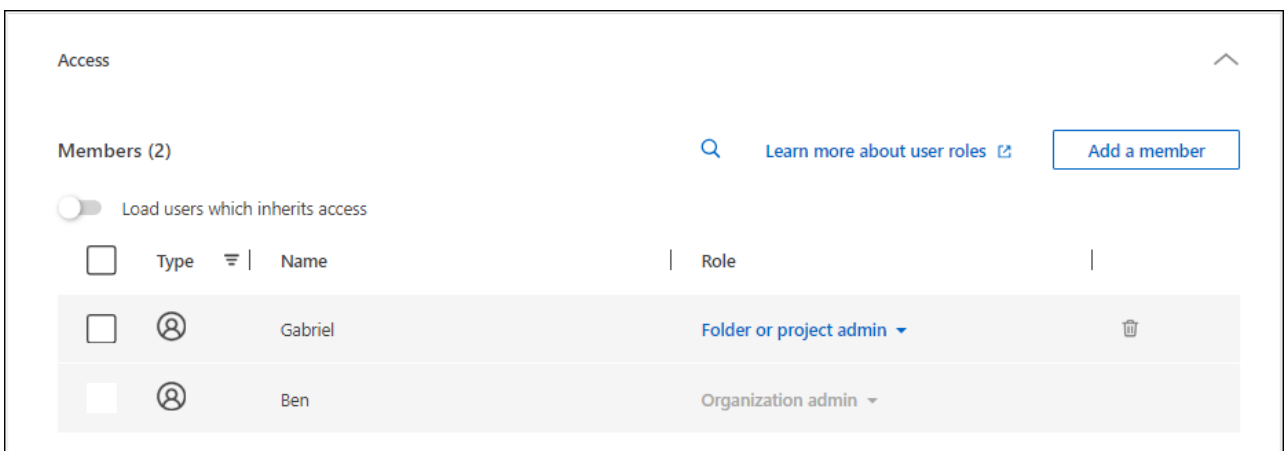 Access
Members (2)
Learn more about user roles
Add a member
Load users which inherits access
Type Name Role
Gabriel Folder or project admin
Ben Organization admin